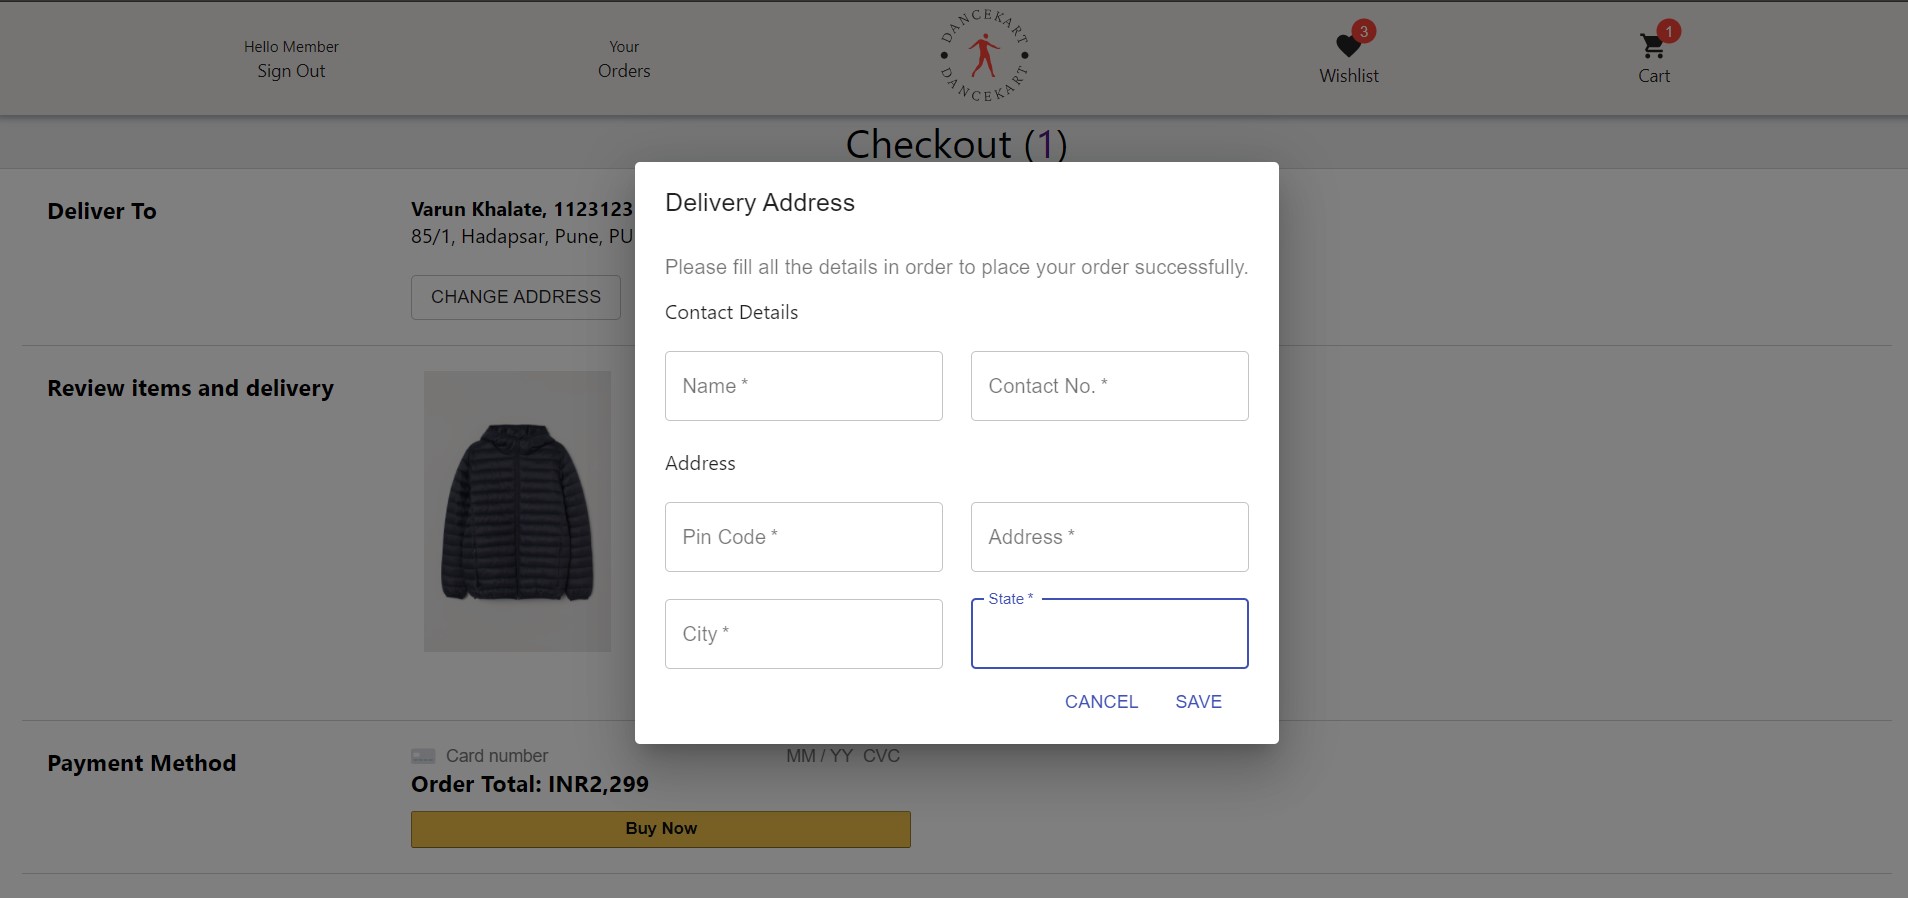 Hello Member
Sign Out
Your
Orders
DANCEKART
DANCEKART
3
Wishlist
1
Cart
Checkout (1)
Deliver To
Varun Khalate, 1123123
85/1, Hadapsar, Pune, PU
CHANGE ADDRESS
Delivery Address
Please fill all the details in order to place your order successfully.
Contact Details
Name *
Contact No. *
Address
Pin Code *
Address *
City *
State *
CANCEL
SAVE
Review items and delivery
Payment Method
Card number
MM / YY CVC
Order Total: INR2,299
Buy Now